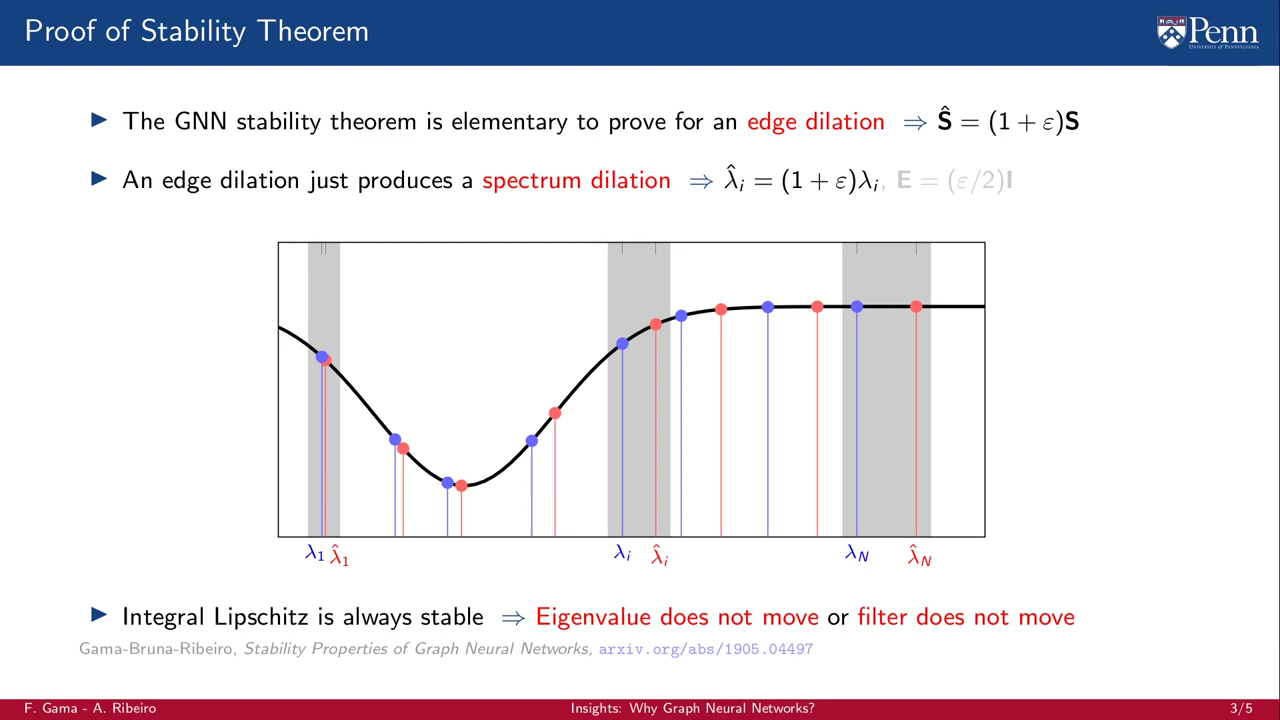 Proof of Stability Theorem
Penn
UNIVERSITY OF PENNSYLVANIA
▶ The GNN stability theorem is elementary to prove for an edge dilation ⇒ Ŝ = (1 + ε)S
▶ An edge dilation just produces a spectrum dilation ⇒ λ̂ᵢ = (1 + ε)λᵢ, E = (ε/2)I
λ₁ λ̂₁ λᵢ λ̂ᵢ λ_N λ̂_N
▶ Integral Lipschitz is always stable ⇒ Eigenvalue does not move or filter does not move
Gama-Bruna-Ribeiro, Stability Properties of Graph Neural Networks, arxiv.org/abs/1905.04497
F. Gama - A. Ribeiro Insights: Why Graph Neural Networks? 3/5